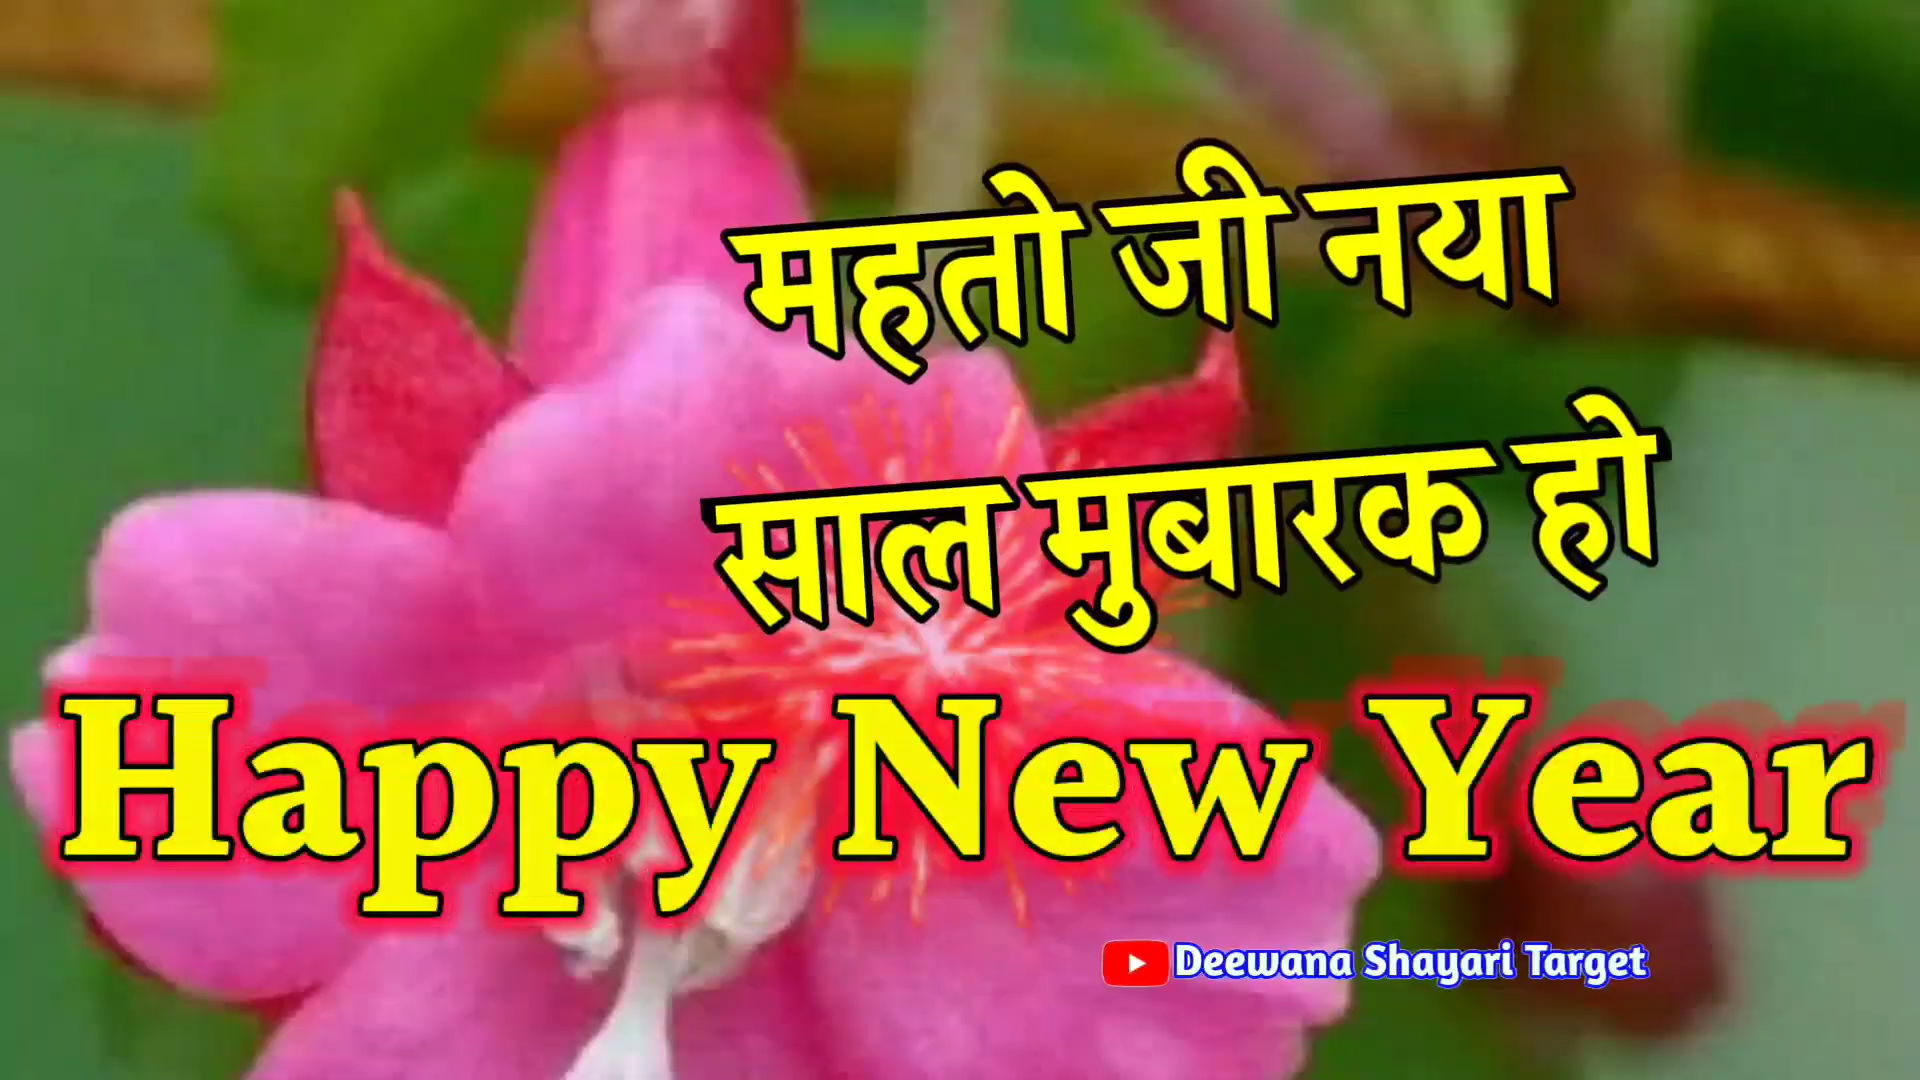 महतो जी नया
साल मुबारक हो
Happy New Year
Deewana Shayari Target